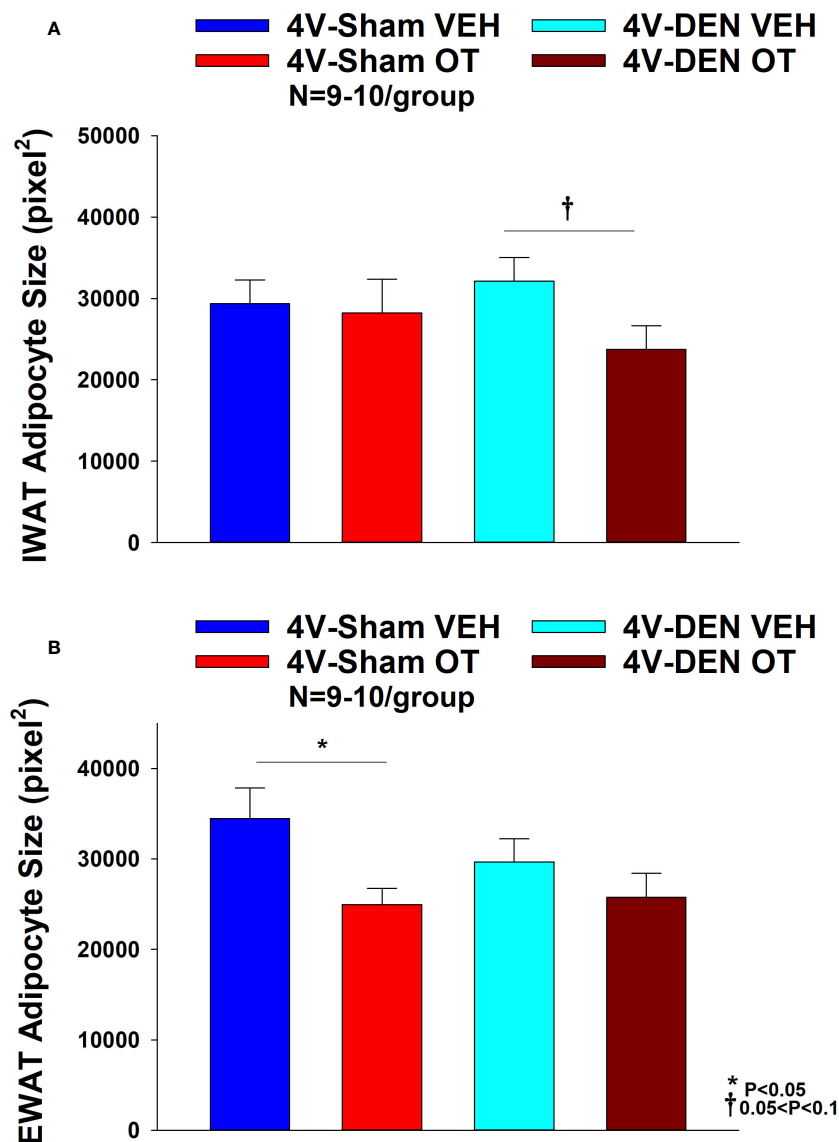 A
4V-Sham VEH 4V-DEN VEH
4V-Sham OT 4V-DEN OT
N=9-10/group
IWAT Adipocyte Size (pixel²)
50000
40000
30000
20000
10000
0
†
B
4V-Sham VEH 4V-DEN VEH
4V-Sham OT 4V-DEN OT
N=9-10/group
EWAT Adipocyte Size (pixel²)
40000
30000
20000
10000
0
*
* P<0.05
† 0.05<P<0.1